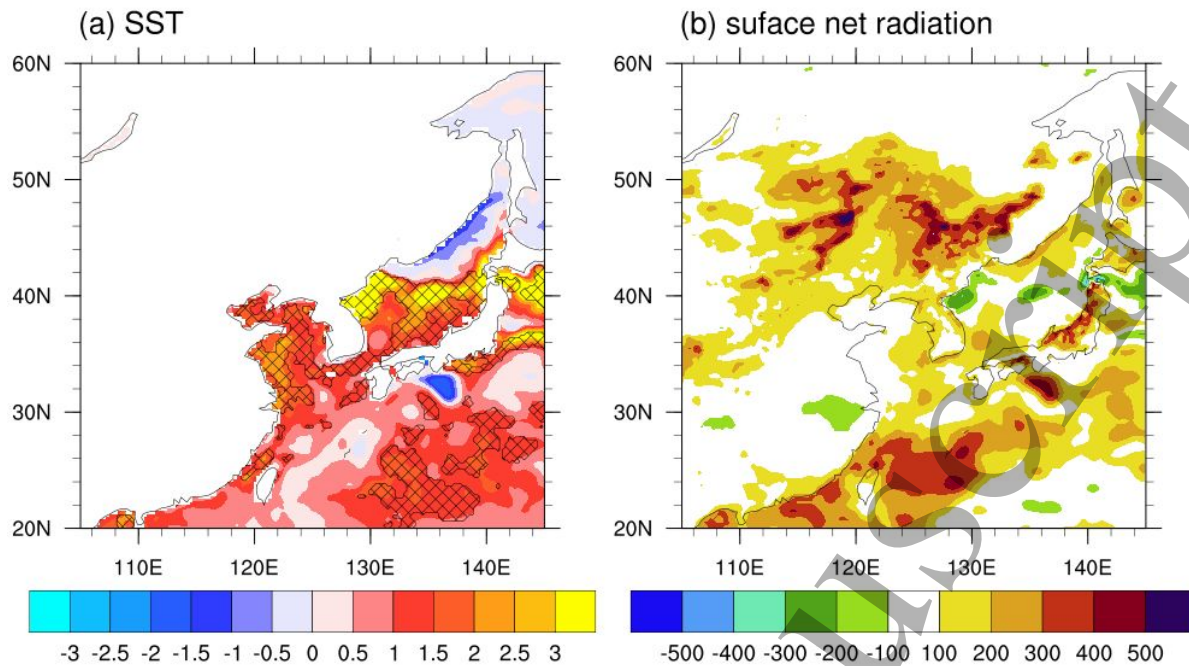 (a) SST
(b) suface net radiation
60N
50N
40N
30N
20N
110E 120E 130E 140E
-3 -2.5 -2 -1.5 -1 -0.5 0 0.5 1 1.5 2 2.5 3
60N
50N
40N
30N
20N
110E 120E 130E 140E
-500 -400 -300 -200 -100 100 200 300 400 500
uscript